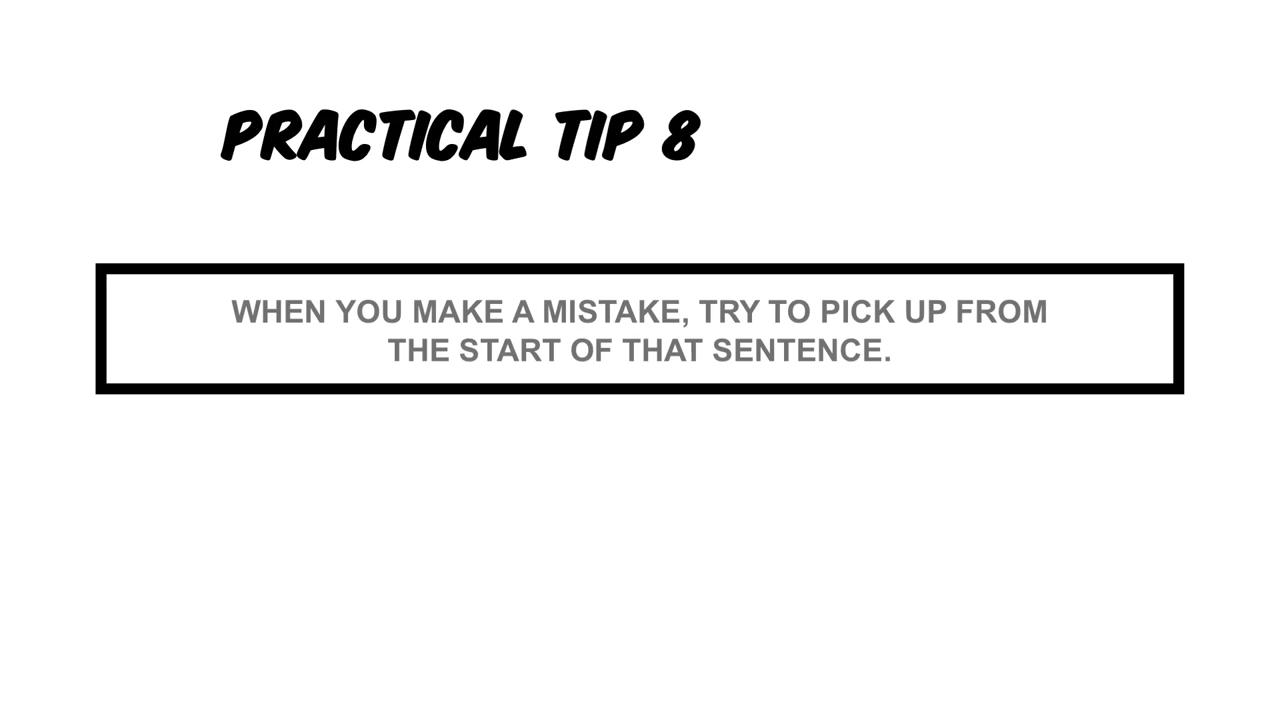 PRACTICAL TIP 8
WHEN YOU MAKE A MISTAKE, TRY TO PICK UP FROM
THE START OF THAT SENTENCE.